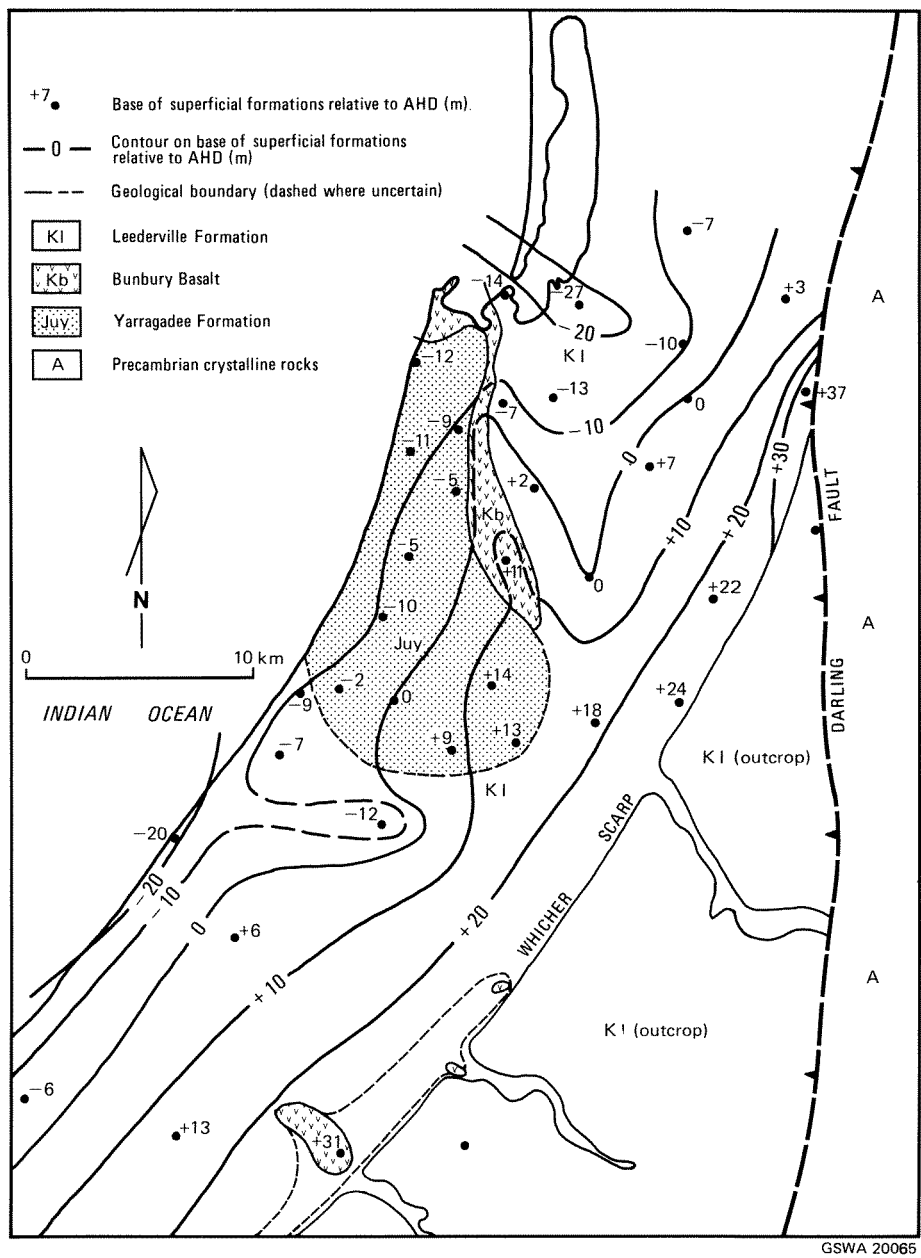 +7
Base of superficial formations relative to AHD (m).
0
Contour on base of superficial formations
relative to AHD (m)
Geological boundary (dashed where uncertain)
Kl
Leederville Formation
Kb
Bunbury Basalt
Juy
Yarragadee Formation
A
Precambrian crystalline rocks
−7
−14
−27
+3
A
−20
Kl
−10
−12
−13
+37
−7
0
−10
−9
−11
0
+7
+30
−5
+2
+20
FAULT
Kb
+10
−5
+11
0
+22
−10
A
N
Juy
0
10 km
+14
+24
−2
−9
0
DARLING
INDIAN OCEAN
+18
+13
+9
−7
Kl (outcrop)
Kl
−12
SCARP
−20
−20
−10
WHICHER
0
+6
+20
A
+10
Kl (outcrop)
−6
+13
+31
GSWA 20065